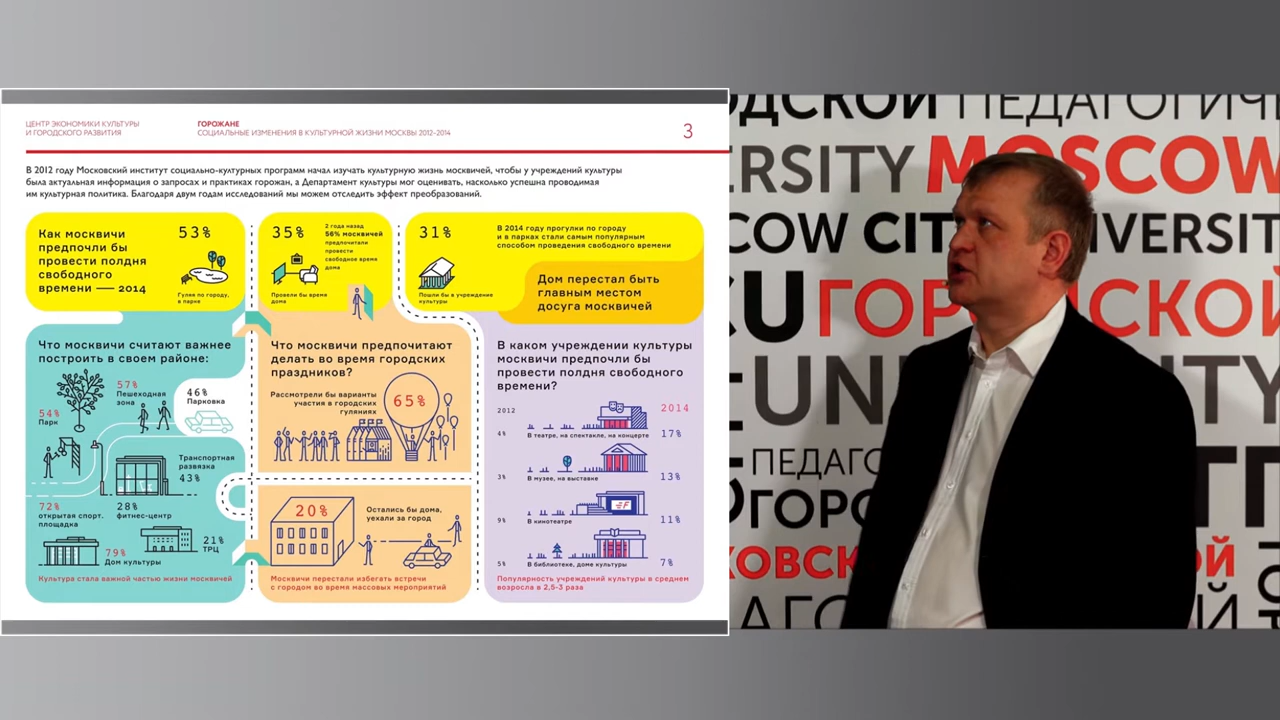 ЦЕНТР ЭКОНОМИКИ КУЛЬТУРЫ
И ГОРОДСКОГО РАЗВИТИЯ
ГОРОЖАНЕ
СОЦИАЛЬНЫЕ ИЗМЕНЕНИЯ В КУЛЬТУРНОЙ ЖИЗНИ МОСКВЫ 2012–2014
3
В 2012 году Московский институт социально-культурных программ начал изучать культурную жизнь москвичей, чтобы у учреждений культуры
была актуальная информация о запросах и практиках горожан, а Департамент культуры мог оценивать, насколько успешна проводимая
им культурная политика. Благодаря двум годам исследований мы можем отследить эффект преобразований.
Как москвичи
предпочли бы
провести полдня
свободного
времени — 2014
53%
Гуляя по городу,
в парке
35%
2 года назад
56% москвичей
предпочитали
провести
свободное время
дома
Провели бы время
дома
31%
Пошли бы в учреждение
культуры
В 2014 году прогулки по городу
и в парках стали самым популярным
способом проведения свободного времени
Дом перестал быть
главным местом
досуга москвичей
Что москвичи считают важнее
построить в своем районе:
57%
Пешеходная
зона
46%
Парковка
54%
Парк
Транспортная
развязка
43%
72%
открытая спорт.
площадка
28%
фитнес-центр
21%
ТРЦ
79%
Дом культуры
Культура стала важной частью жизни москвичей
Что москвичи предпочитают
делать во время городских
праздников?
Рассмотрели бы варианты
участия в городских
гуляниях
65%
20%
Остались бы дома,
уехали за город
Москвичи перестали избегать встречи
с городом во время массовых мероприятий
В каком учреждении культуры
москвичи предпочли бы
провести полдня свободного
времени?
2012
2014
4%
В театре, на спектакле, на концерте
17%
3%
В музее, на выставке
13%
9%
В кинотеатре
11%
5%
В библиотеке, доме культуры
7%
Популярность учреждений культуры в среднем
возросла в 2,5-3 раза
ОДСКОЙ ПЕДАГОГИЧЕ
ERSITY MOSCOW
COW CITY UNIVERSIT
CU ГОРОДСКОЙ
UNIVERSITY
ПЕДАГО
ГОРО
КОВСК
ОЙ
АГО